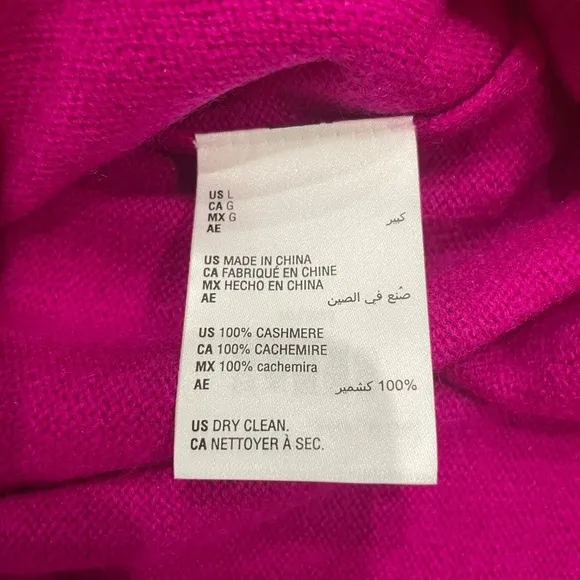 US L
CA G
MX G
AE كبير
US MADE IN CHINA
CA FABRIQUÉ EN CHINE
MX HECHO EN CHINA
AE صُنع في الصين
US 100% CASHMERE
CA 100% CACHEMIRE
MX 100% cachemira
AE 100% كشمير
US DRY CLEAN.
CA NETTOYER À SEC.